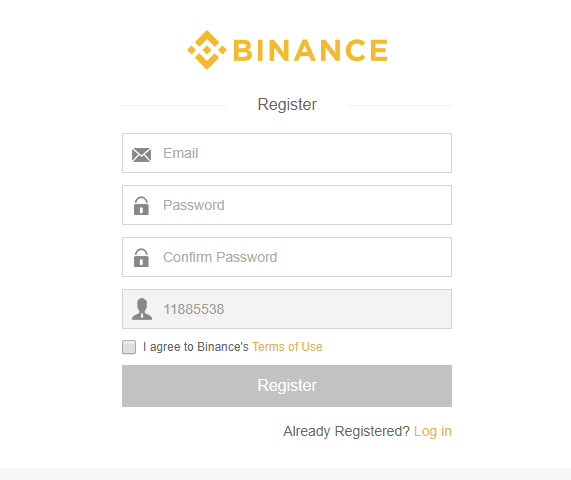 BINANCE
Register
Email
Password
Confirm Password
11885538
I agree to Binance's Terms of Use
Register
Already Registered? Log in